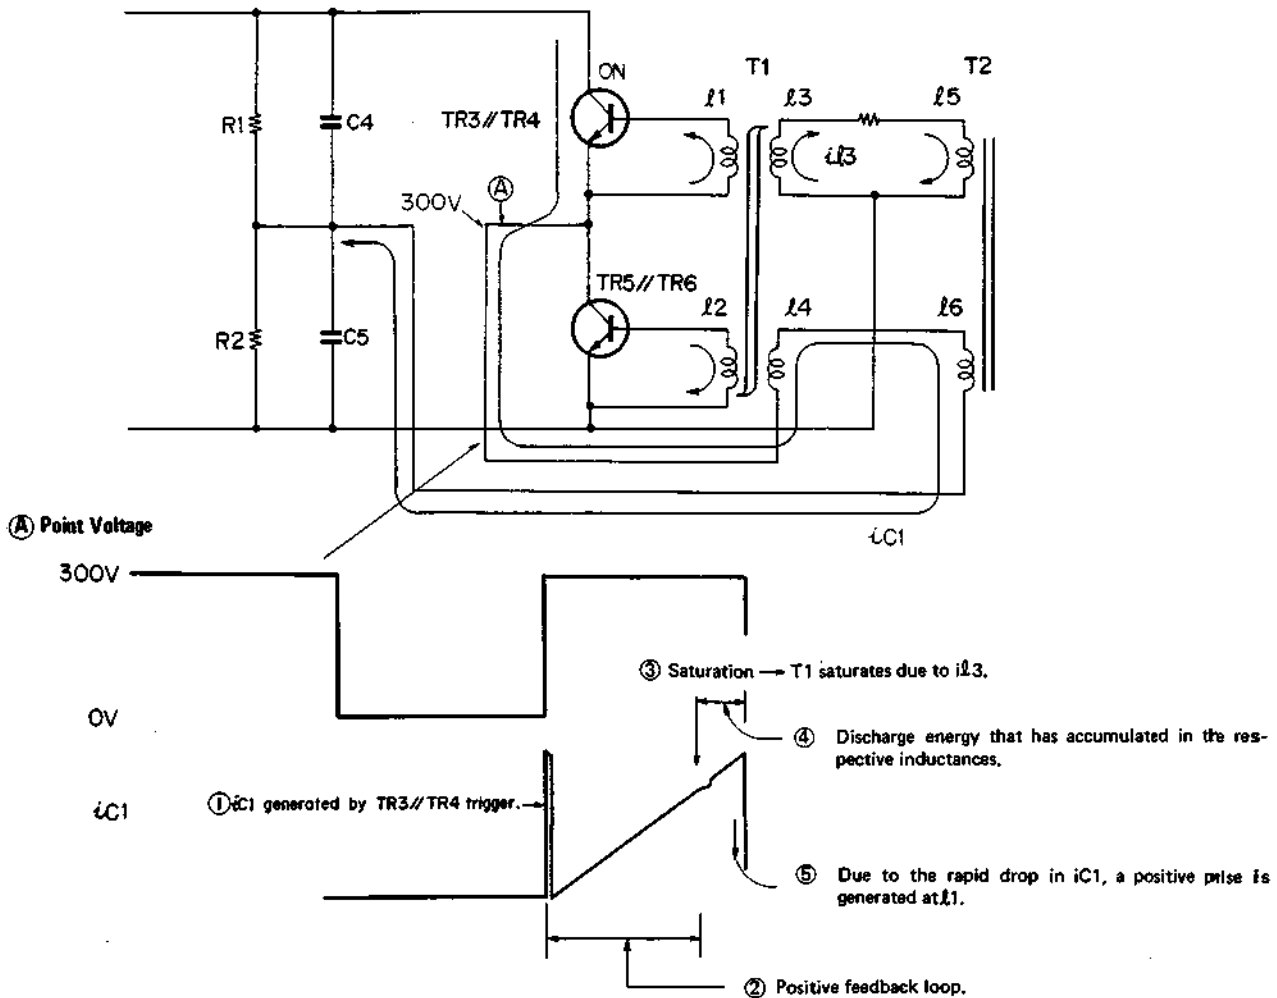 ON
T1
T2
ℓ1
ℓ3
ℓ5
R1
C4
TR3//TR4
iℓ3
A
300V
TR5//TR6
ℓ2
ℓ4
ℓ6
R2
C5
iC1
Ⓐ Point Voltage
300V
③ Saturation → T1 saturates due to iℓ3.
0V
④ Discharge energy that has accumulated in the res-
pective inductances.
① iC1 generated by TR3//TR4 trigger.
iC1
⑤ Due to the rapid drop in iC1, a positive pulse is
generated at ℓ1.
② Positive feedback loop.